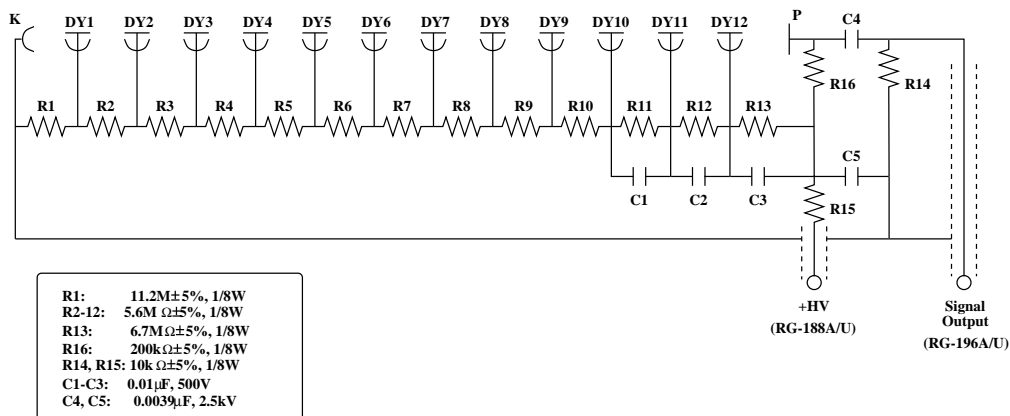 K DY1 DY2 DY3 DY4 DY5 DY6 DY7 DY8 DY9 DY10 DY11 DY12 P C4
R16 R14
R1 R2 R3 R4 R5 R6 R7 R8 R9 R10 R11 R12 R13
C5
C1 C2 C3
R15
+HV
(RG-188A/U)
Signal
Output
(RG-196A/U)
R1: 11.2M±5%, 1/8W
R2-12: 5.6M Ω±5%, 1/8W
R13: 6.7M Ω±5%, 1/8W
R16: 200kΩ±5%, 1/8W
R14, R15: 10k Ω±5%, 1/8W
C1-C3: 0.01μF, 500V
C4, C5: 0.0039μF, 2.5kV